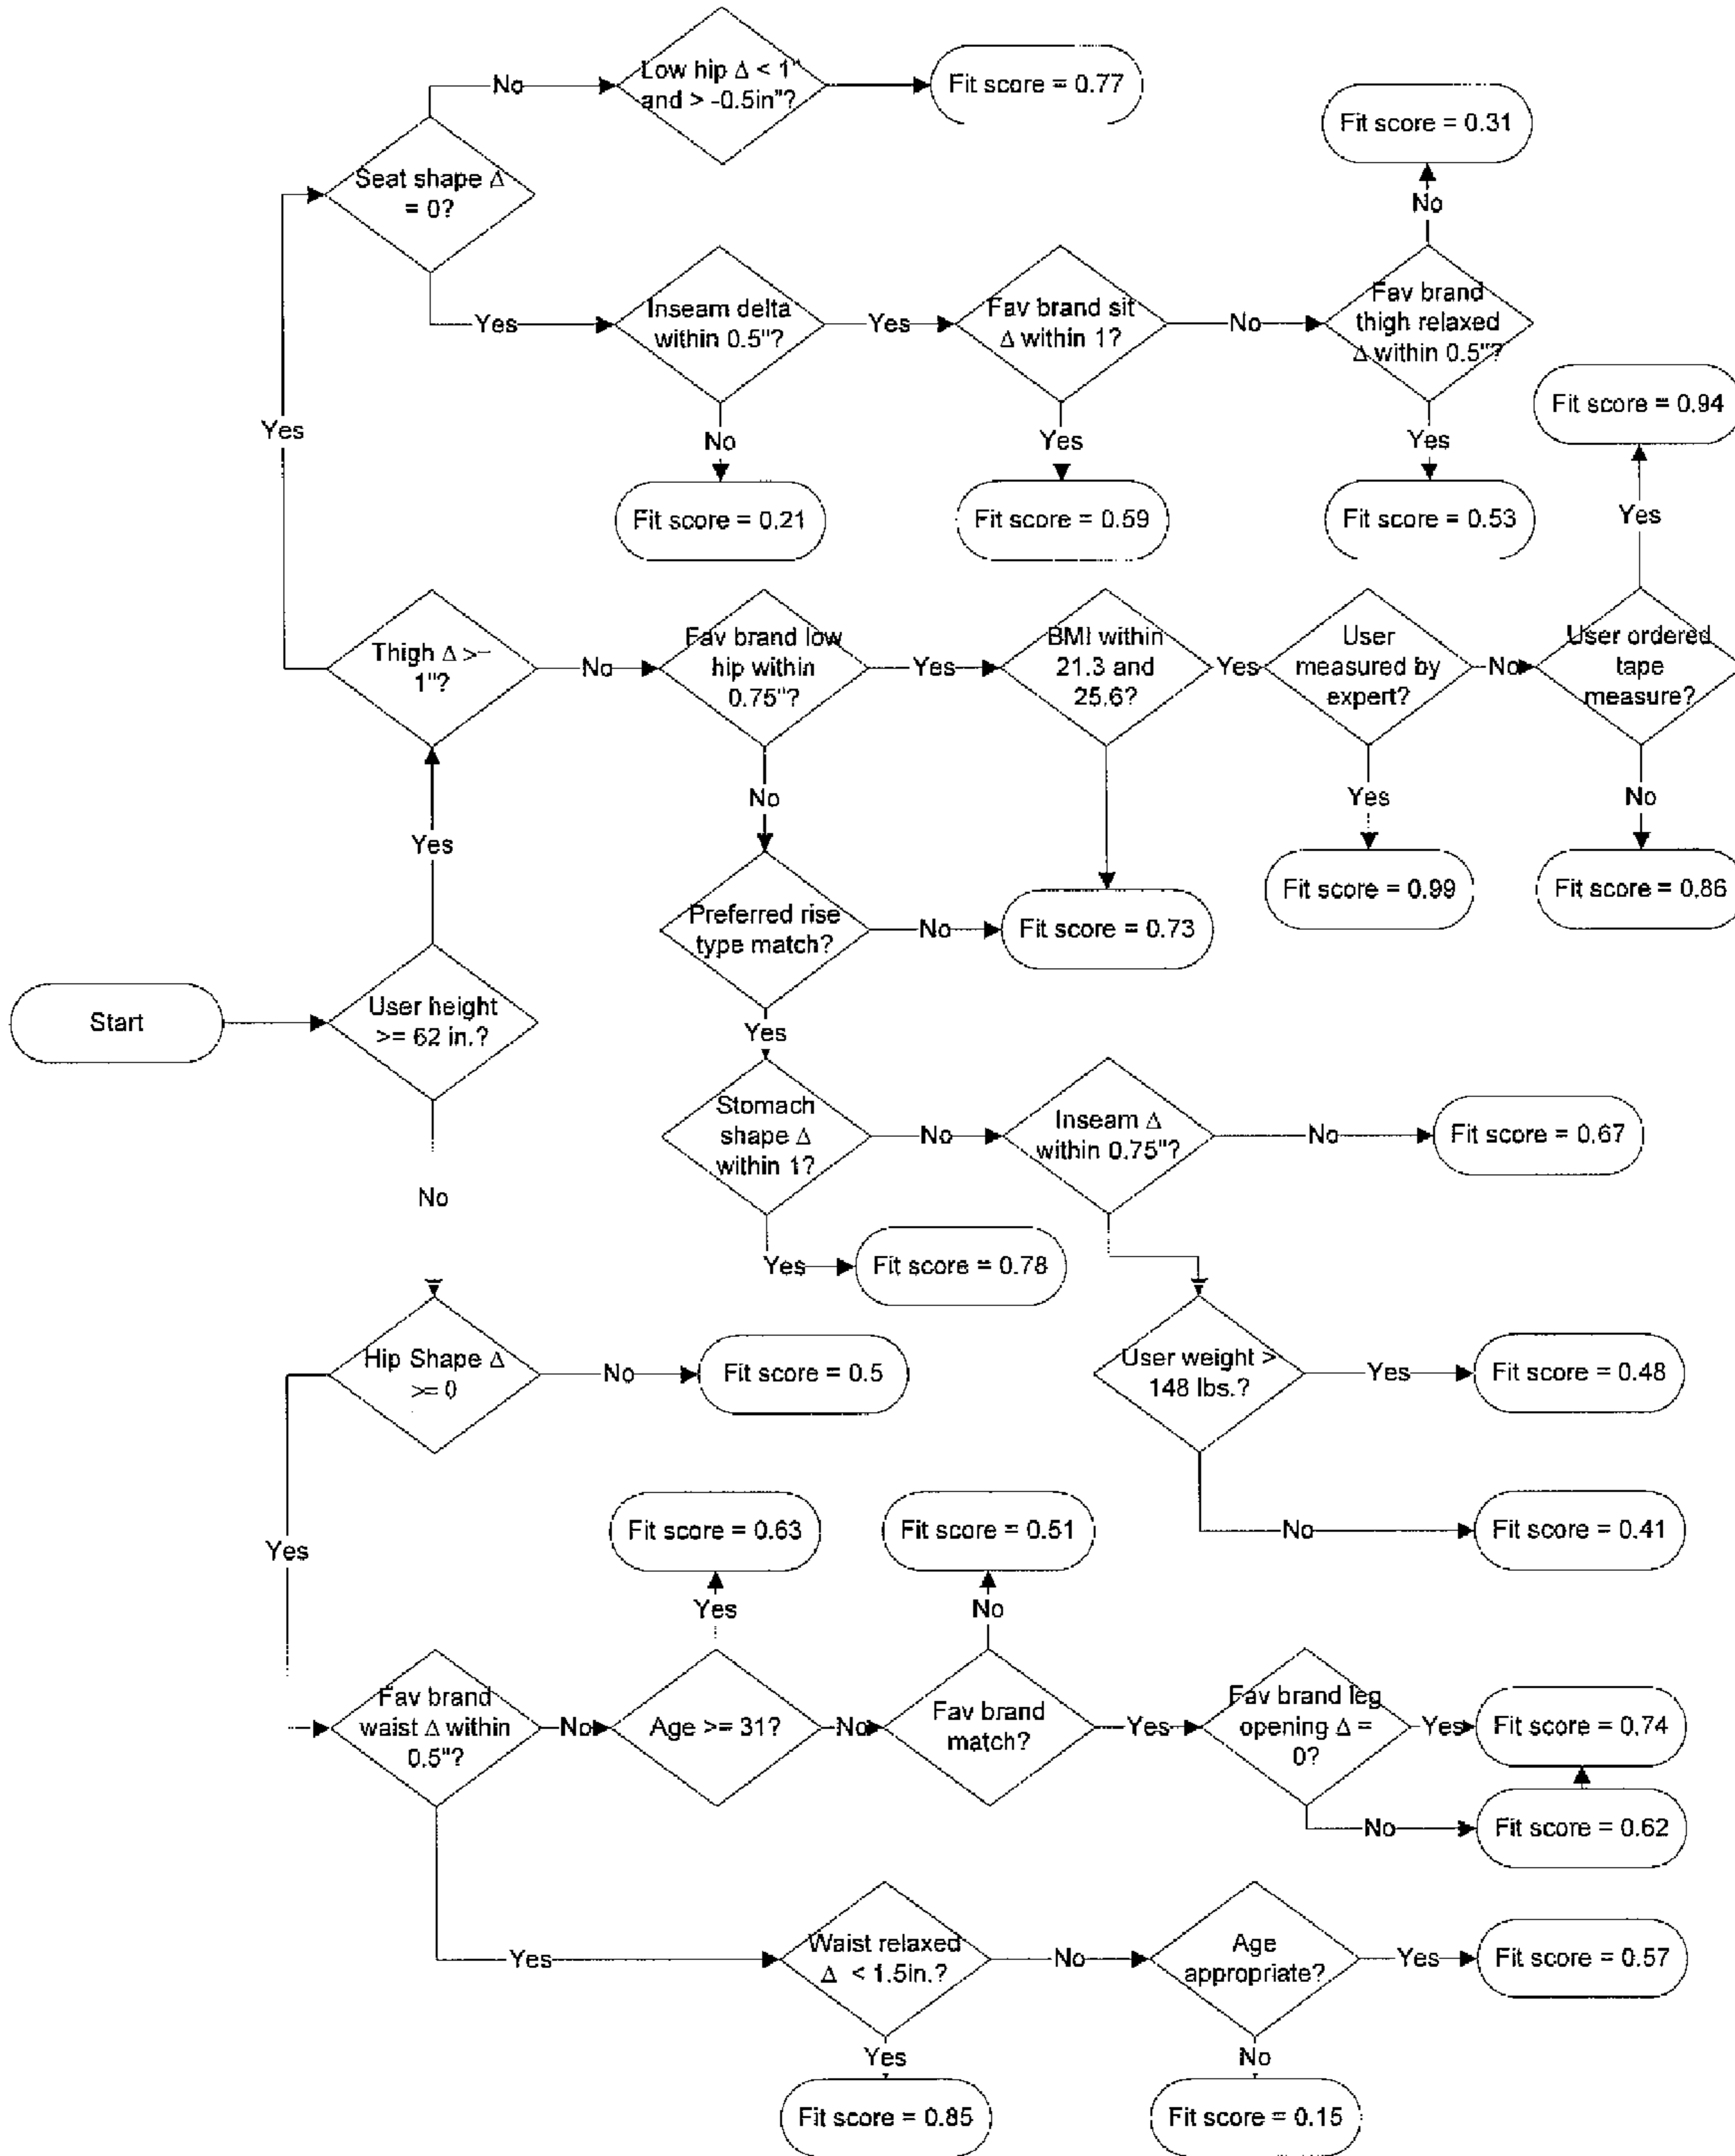 Low hip Δ < 1"
and > -0.5in"?
No
Fit score = 0.77
Fit score = 0.31
Seat shape Δ
= 0?
No
Inseam delta
within 0.5"?
Yes
Yes
Fav brand sit
Δ within 1?
No
Fav brand
thigh relaxed
Δ within 0.5"?
Fit score = 0.94
Yes
No
Yes
Yes
Fit score = 0.21
Fit score = 0.59
Fit score = 0.53
Yes
Thigh Δ >=
1"?
No
Fav brand low
hip within
0.75"?
Yes
BMI within
21.3 and
25.6?
Yes
User
measured by
expert?
No
User ordered
tape
measure?
No
Yes
No
Yes
Fit score = 0.99
Fit score = 0.86
Preferred rise
type match?
No
Fit score = 0.73
Start
User height
>= 62 in.?
Yes
Stomach
shape Δ
within 1?
No
Inseam Δ
within 0.75"?
No
Fit score = 0.67
No
Yes
Fit score = 0.78
Hip Shape Δ
>= 0
No
Fit score = 0.5
User weight >
148 lbs.?
Yes
Fit score = 0.48
Fit score = 0.63
Fit score = 0.51
No
Fit score = 0.41
Yes
Yes
No
Fav brand
waist Δ within
0.5"?
No
Age >= 31?
No
Fav brand
match?
Yes
Fav brand leg
opening Δ =
0?
Yes
Fit score = 0.74
No
Fit score = 0.62
Yes
Waist relaxed
Δ < 1.5in.?
No
Age
appropriate?
Yes
Fit score = 0.57
Yes
No
Fit score = 0.85
Fit score = 0.15